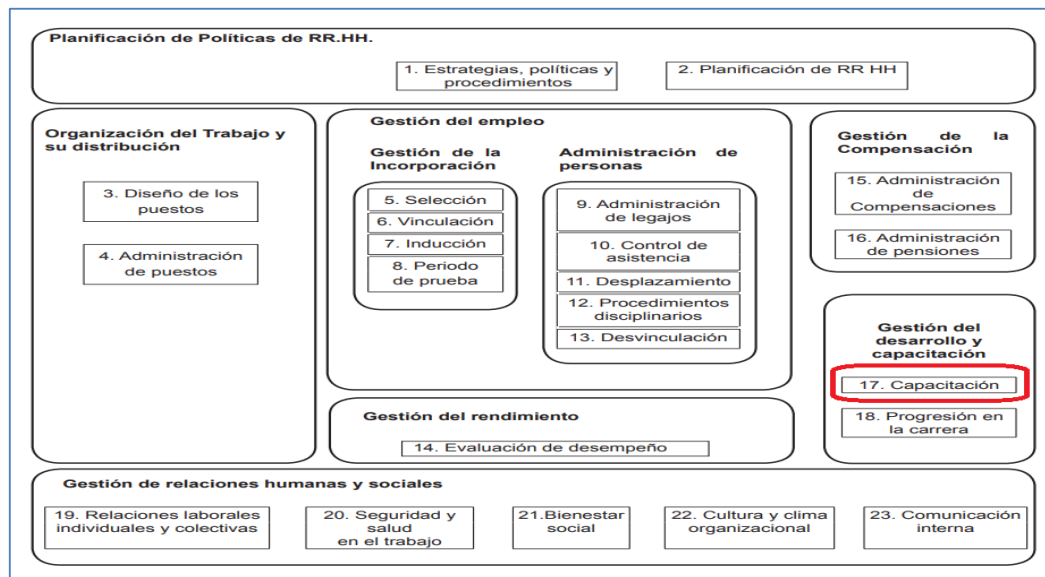 Planificación de Políticas de RR.HH.
1. Estrategias, políticas y
procedimientos
2. Planificación de RR HH
Organización del Trabajo y
su distribución
3. Diseño de los
puestos
4. Administración
de puestos
Gestión del empleo
Gestión de la
Incorporación
5. Selección
6. Vinculación
7. Inducción
8. Periodo
de prueba
Administración de
personas
9. Administración
de legajos
10. Control de
asistencia
11. Desplazamiento
12. Procedimientos
disciplinarios
13. Desvinculación
Gestión del rendimiento
14. Evaluación de desempeño
Gestión de la
Compensación
15. Administración
de
Compensaciones
16. Administración
de pensiones
Gestión del
desarrollo y
capacitación
17. Capacitación
18. Progresión en
la carrera
Gestión de relaciones humanas y sociales
19. Relaciones laborales
individuales y colectivas
20. Seguridad y
salud
en el trabajo
21.Bienestar
social
22. Cultura y clima
organizacional
23. Comunicación
interna